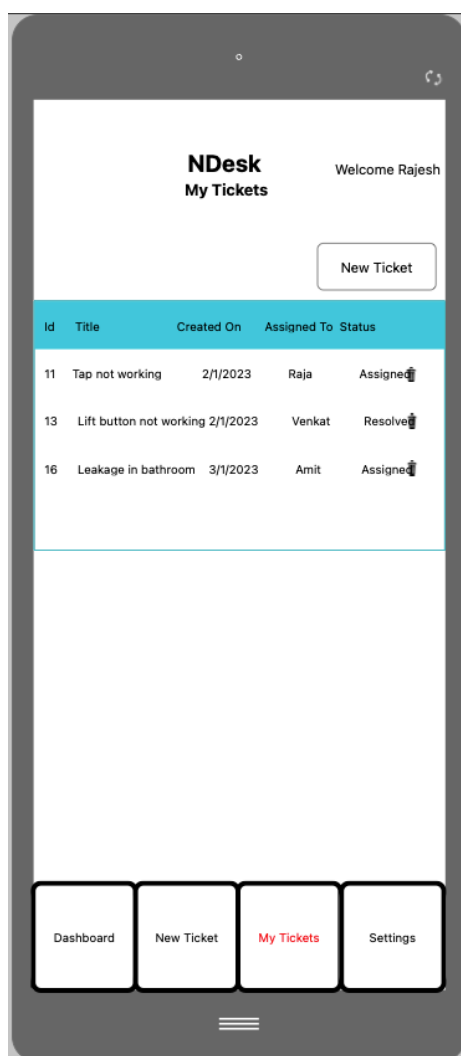 NDesk
My Tickets
Welcome Rajesh
New Ticket
Id Title Created On Assigned To Status
11 Tap not working 2/1/2023 Raja Assigned
13 Lift button not working 2/1/2023 Venkat Resolved
16 Leakage in bathroom 3/1/2023 Amit Assigned
Dashboard New Ticket My Tickets Settings